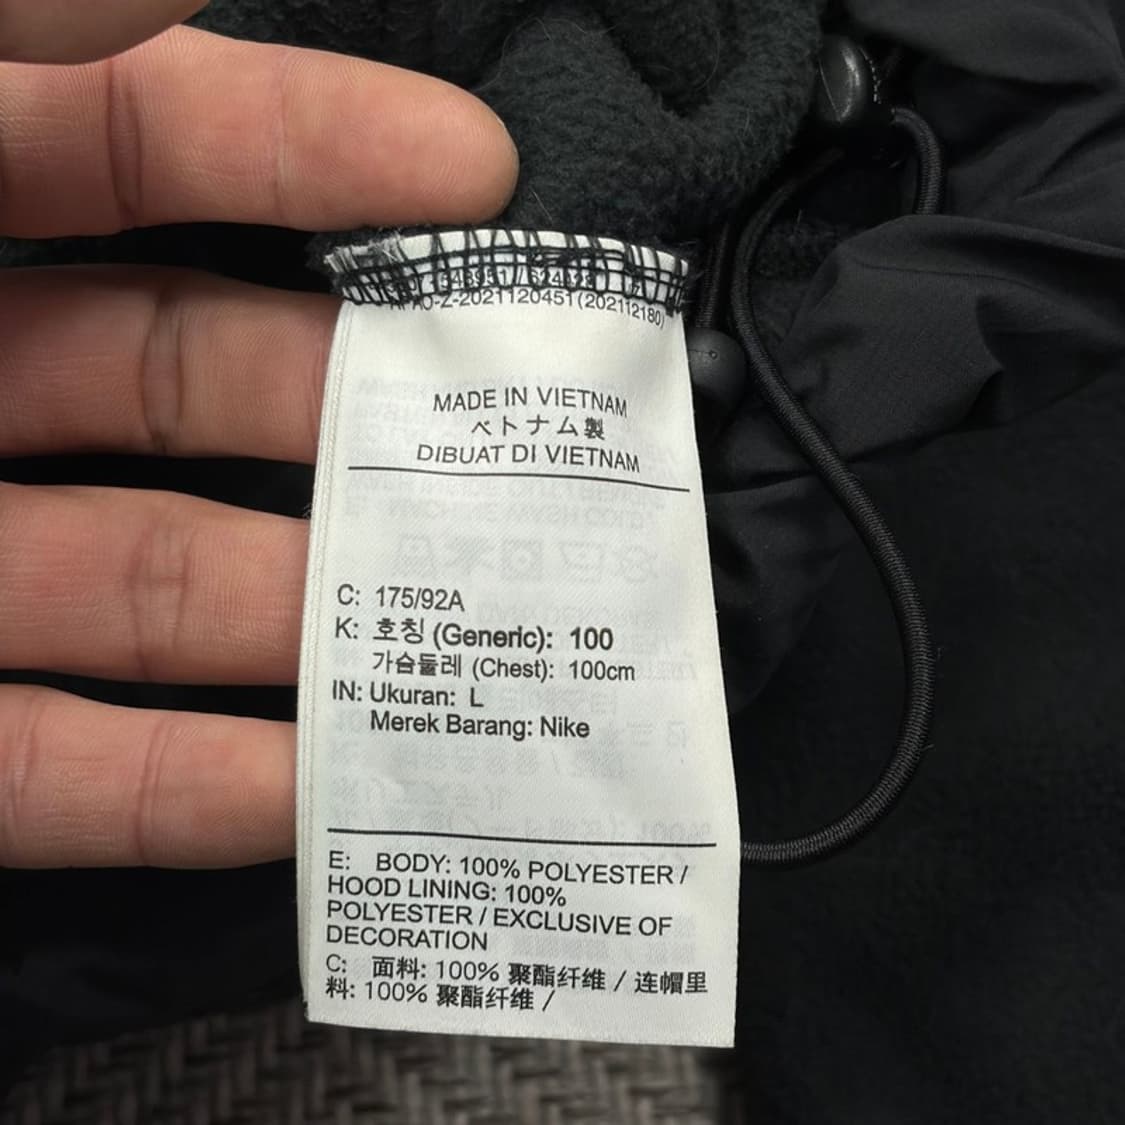 -Z-2021120451(202112180)
MADE IN VIETNAM
ベトナム製
DIBUAT DI VIETNAM
C: 175/92A
K: 호칭 (Generic): 100
가슴둘레 (Chest): 100cm
IN: Ukuran: L
Merek Barang: Nike
E: BODY: 100% POLYESTER /
HOOD LINING: 100%
POLYESTER / EXCLUSIVE OF
DECORATION
C: 面料: 100% 聚酯纤维 / 连帽里
料: 100% 聚酯纤维 /